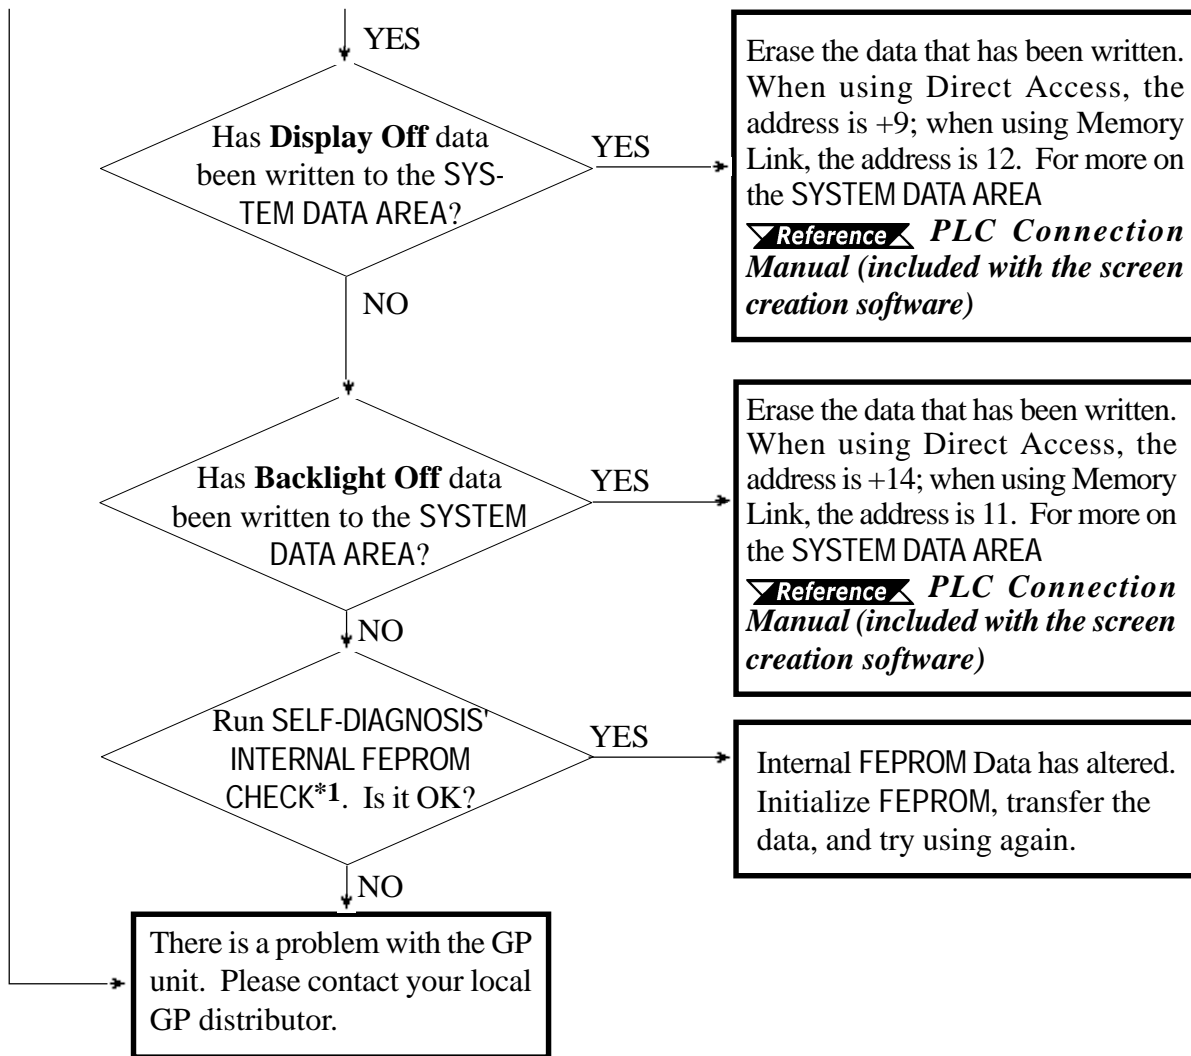 YES
Has Display Off data
been written to the SYS-
TEM DATA AREA?
YES
Erase the data that has been written.
When using Direct Access, the
address is +9; when using Memory
Link, the address is 12. For more on
the SYSTEM DATA AREA
Reference PLC Connection
Manual (included with the screen
creation software)
NO
Has Backlight Off data
been written to the SYSTEM
DATA AREA?
YES
Erase the data that has been written.
When using Direct Access, the
address is +14; when using Memory
Link, the address is 11. For more on
the SYSTEM DATA AREA
Reference PLC Connection
Manual (included with the screen
creation software)
NO
Run SELF-DIAGNOSIS'
INTERNAL FEPROM
CHECK*1. Is it OK?
YES
Internal FEPROM Data has altered.
Initialize FEPROM, transfer the
data, and try using again.
NO
There is a problem with the GP
unit. Please contact your local
GP distributor.